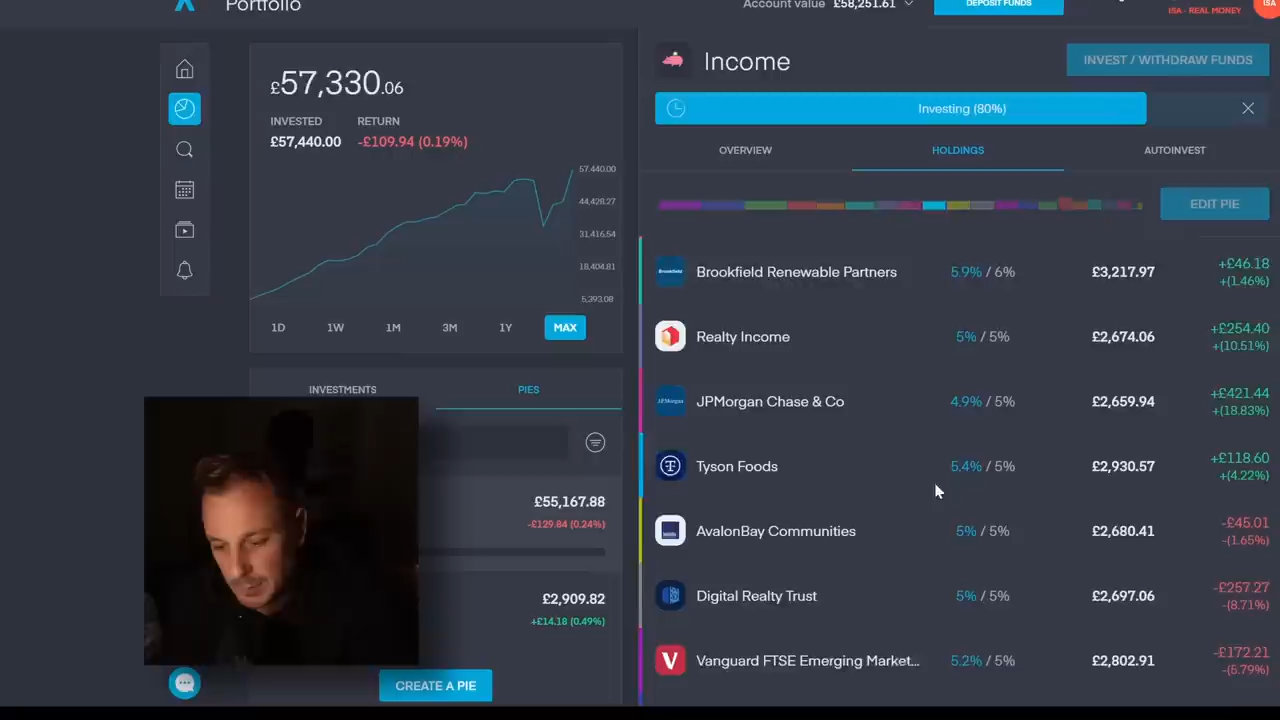 Portfolio
Account value £58,251.61
DEPOSIT FUNDS
ISA - REAL MONEY
ISA
£57,330.06
INVESTED RETURN
£57,440.00 -£109.94 (0.19%)
57,440.00
44,428.27
31,416.54
18,404.81
5,393.08
1D 1W 1M 3M 1Y MAX
INVESTMENTS PIES
£55,167.88
-£129.84 (0.24%)
£2,909.82
+£14.18 (0.49%)
CREATE A PIE
Income
INVEST / WITHDRAW FUNDS
Investing (80%)
OVERVIEW HOLDINGS AUTOINVEST
EDIT PIE
Brookfield Renewable Partners 5.9% / 6% £3,217.97 +£46.18
+(1.46%)
Realty Income 5% / 5% £2,674.06 +£254.40
+(10.51%)
JPMorgan Chase & Co 4.9% / 5% £2,659.94 +£421.44
+(18.83%)
Tyson Foods 5.4% / 5% £2,930.57 +£118.60
+(4.22%)
AvalonBay Communities 5% / 5% £2,680.41 -£45.01
-(1.65%)
Digital Realty Trust 5% / 5% £2,697.06 -£257.27
-(8.71%)
Vanguard FTSE Emerging Market... 5.2% / 5% £2,802.91 -£172.21
-(5.79%)